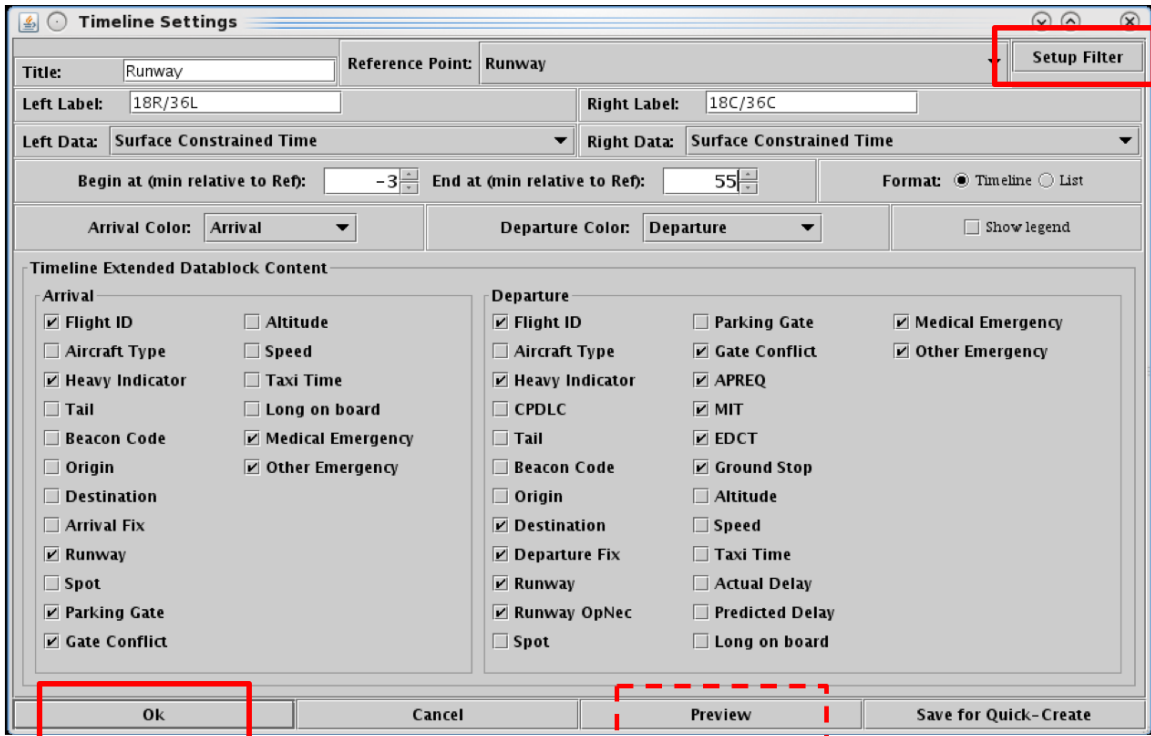 Timeline Settings
Title: Runway Reference Point: Runway Setup Filter
Left Label: 18R/36L Right Label: 18C/36C
Left Data: Surface Constrained Time Right Data: Surface Constrained Time
Begin at (min relative to Ref): -3 End at (min relative to Ref): 55 Format: Timeline List
Arrival Color: Arrival Departure Color: Departure Show legend
Timeline Extended Datablock Content
Arrival
Flight ID Altitude
Aircraft Type Speed
Heavy Indicator Taxi Time
Tail Long on board
Beacon Code Medical Emergency
Origin Other Emergency
Destination
Arrival Fix
Runway
Spot
Parking Gate
Gate Conflict
Departure
Flight ID Parking Gate Medical Emergency
Aircraft Type Gate Conflict Other Emergency
Heavy Indicator APREQ
CPDLC MIT
Tail EDCT
Beacon Code Ground Stop
Origin Altitude
Destination Speed
Departure Fix Taxi Time
Runway Actual Delay
Runway OpNec Predicted Delay
Spot Long on board
Ok Cancel Preview Save for Quick-Create